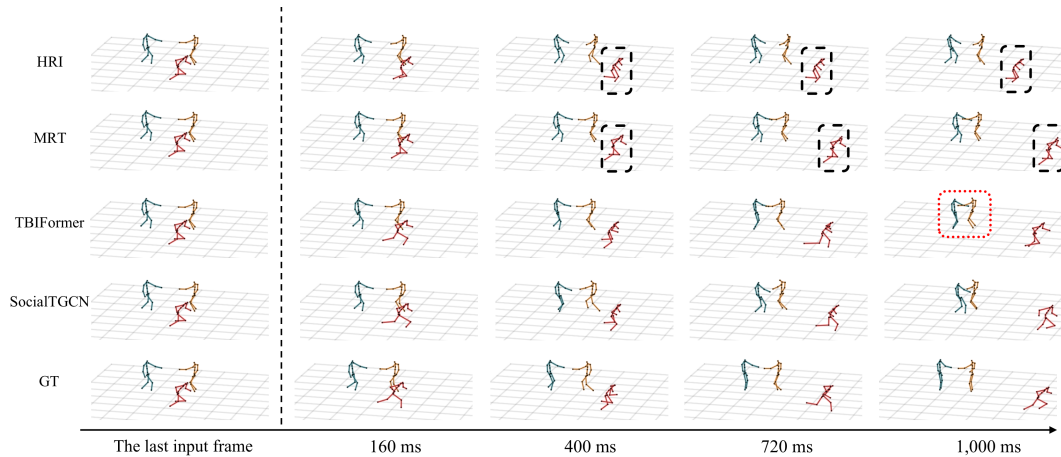 HRI
MRT
TBIFormer
SocialTGCN
GT
The last input frame 160 ms 400 ms 720 ms 1,000 ms